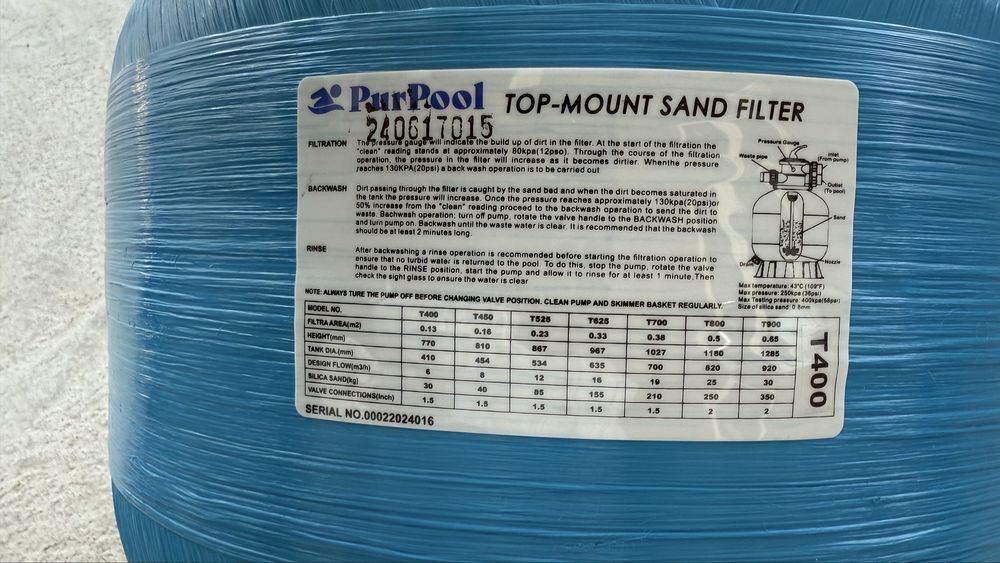 PurPool TOP-MOUNT SAND FILTER
240617015
FILTRATION The pressure gauge will indicate the build up of dirt in the filter. At the start of the filtration the
"clean" reading stands at approximately 80kpa(12pso). Through the course of the filtration
operation, the pressure in the filter will increase as it becomes dirtier. Whenthe pressure
reaches 130KPA(20psi) a back wash operation is to be carried out
BACKWASH Dirt passing through the filter is caught by the sand bed and when the dirt becomes saturated in
the tank the pressure will increase. Once the pressure reaches approximately 130kpa(20psi)or
50% increase from the "clean" reading proceed to the backwash operation to send the dirt to
waste. Bachwash operation; turn off pump, rotate the valve handle to the BACKWASH position
and turn pump on. Backwash until the waste water is clear. It is recommended that the backwash
should be at least 2 minutes long.
RINSE After backwashing a rinse operation is recommended before starting the filtration operation to
ensure that no turbid water is returned to the pool. To do this, stop the pump, rotate the valve
handle to the RINSE position, start the pump and allow it to rinse for at least 1 minute.Then
check the sight glass to ensure the water is clear
Pressure Gauge
Waste pipe
Inlet
(From pump)
Outlet
(To pool)
Sand
Drain
Nozzle
Max temperature: 43°C (109°F)
Max pressure: 250kpa (36psi)
Max Testing pressure: 400kpa(58psi)
Size of silica sand: 0.8mm
NOTE: ALWAYS TURE THE PUMP OFF BEFORE CHANGING VALVE POSITION. CLEAN PUMP AND SKIMMER BASKET REGULARLY.
MODEL NO. T400 T450 T525 T625 T700 T800 T900
FILTRA AREA(m2) 0.13 0.16 0.23 0.33 0.38 0.5 0.65
HEIGHT(mm) 770 810 867 967 1027 1180 1285
TANK DIA.(mm) 410 454 534 635 700 820 920
DESIGN FLOW(m3/h) 6 8 12 16 19 25 30
SILICA SAND(kg) 30 40 85 155 210 250 350
VALVE CONNECTIONS(Inch) 1.5 1.5 1.5 1.5 1.5 2 2
T400
SERIAL NO.00022024016